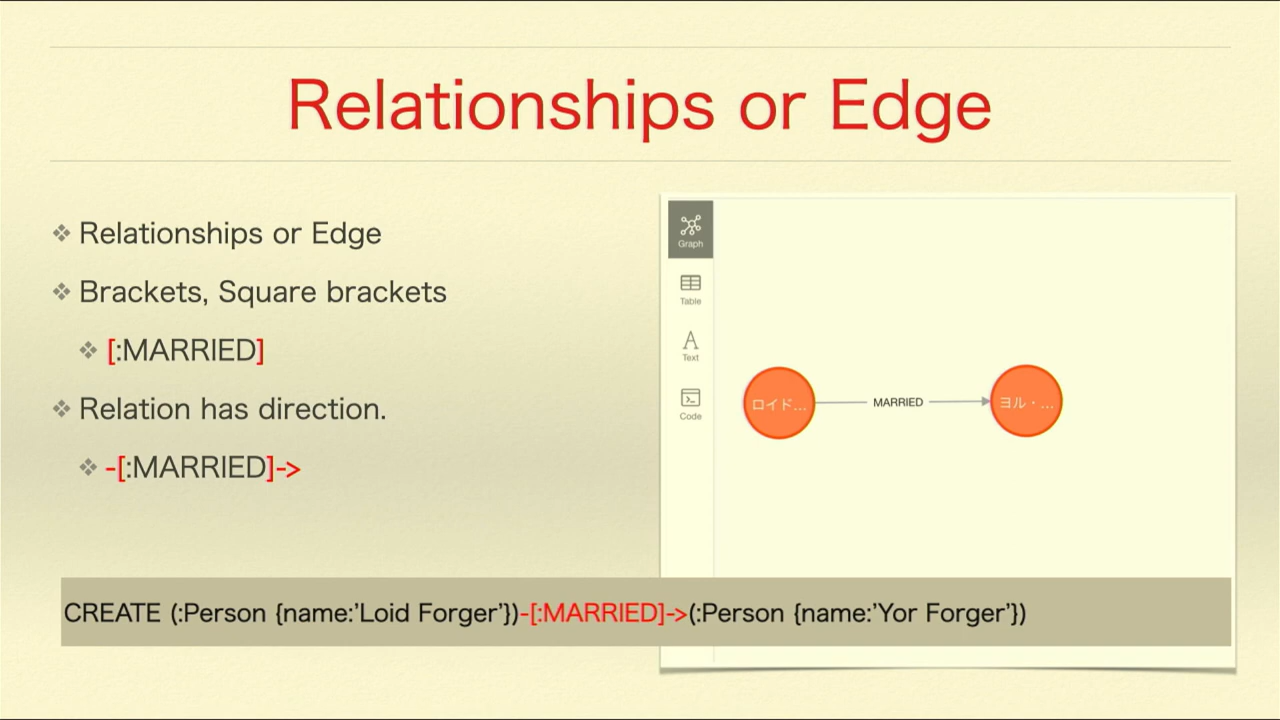 Relationships or Edge
Relationships or Edge
Brackets, Square brackets
[:MARRIED]
Relation has direction.
-[:MARRIED]->
Graph
Table
Text
Code
ロイド...
MARRIED
ヨル・...
CREATE (:Person {name:’Loid Forger’})-[:MARRIED]->(:Person {name:’Yor Forger’})